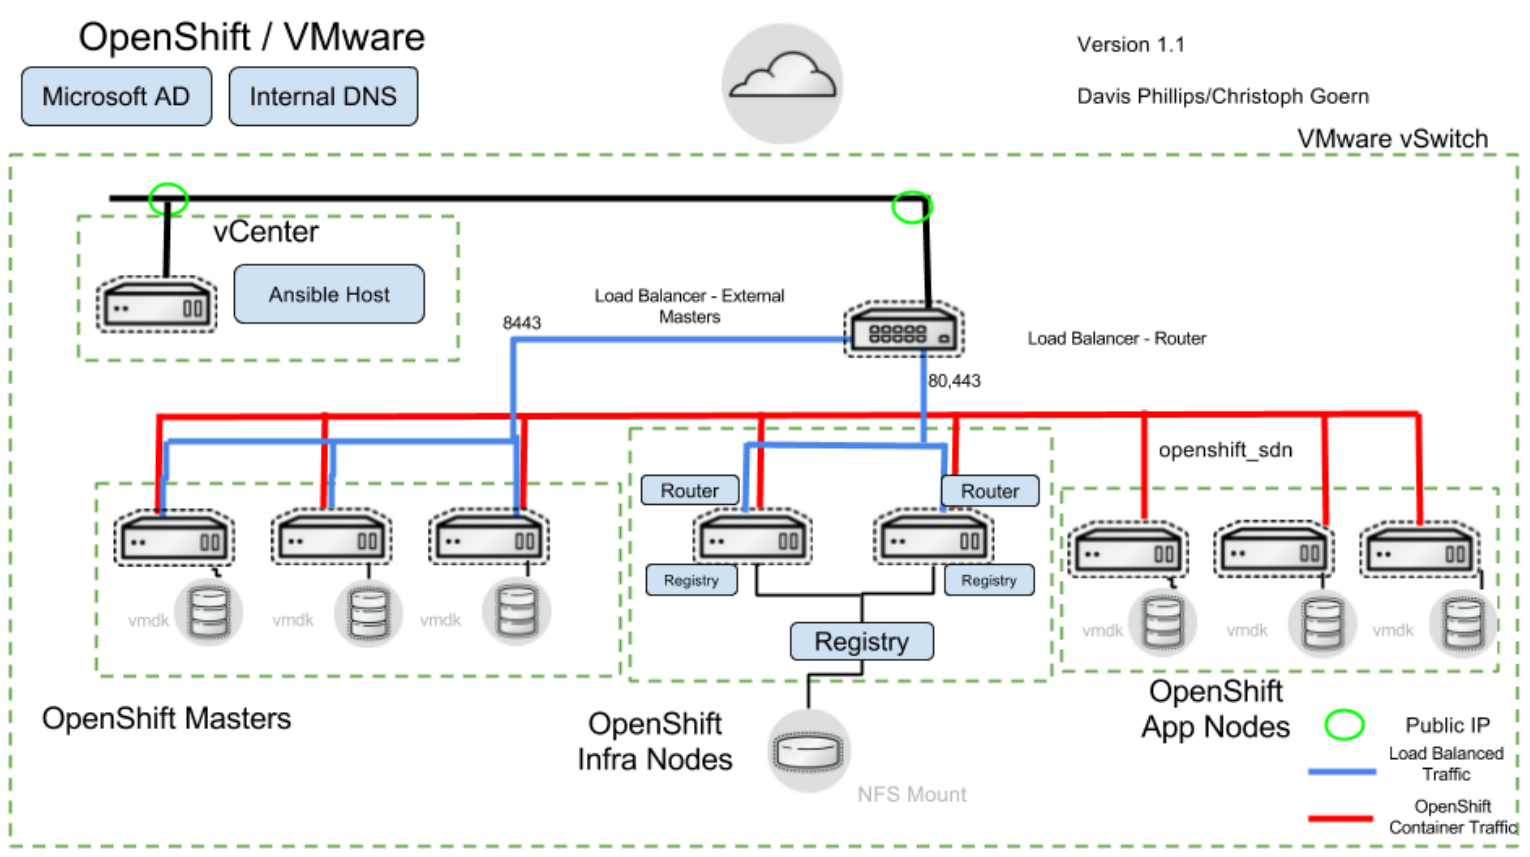 OpenShift / VMware
Microsoft AD
Internal DNS
Version 1.1
Davis Phillips/Christoph Goern
VMware vSwitch
vCenter
Ansible Host
Load Balancer - External
Masters
8443
Load Balancer - Router
80,443
openshift_sdn
Router
Router
Registry
Registry
vmdk
vmdk
vmdk
Registry
vmdk
vmdk
vmdk
OpenShift Masters
OpenShift
Infra Nodes
NFS Mount
OpenShift
App Nodes
Public IP
Load Balanced
Traffic
OpenShift
Container Traffic